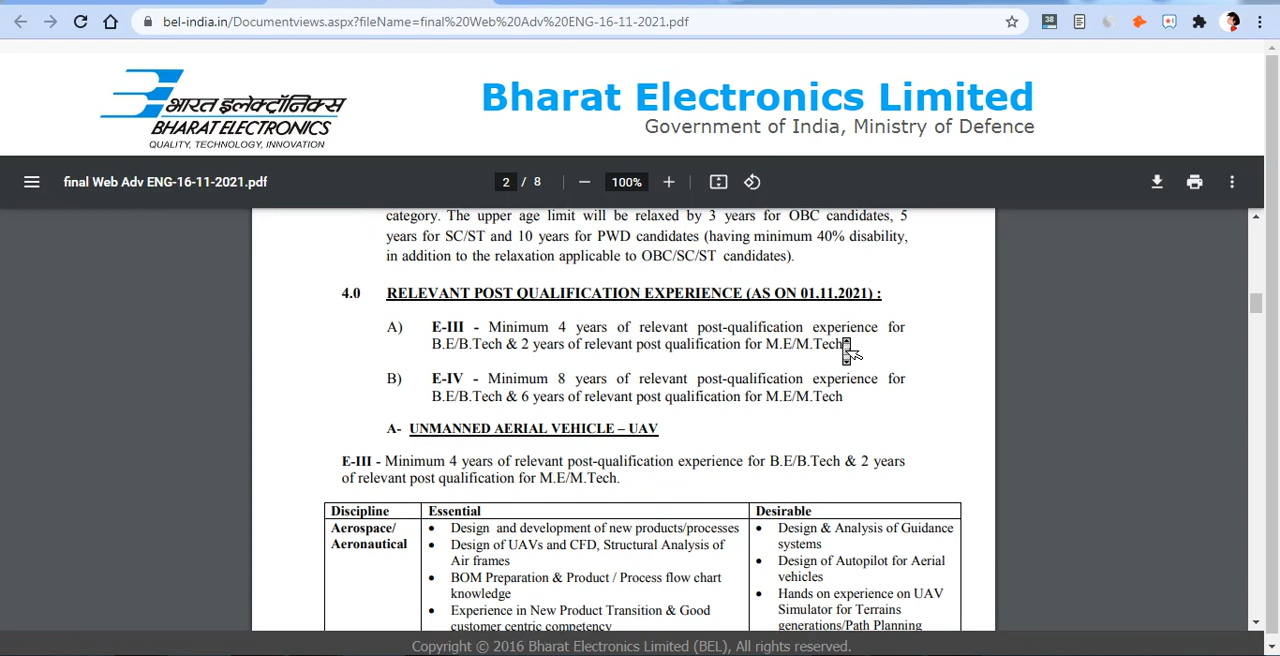 bel-india.in/Documentviews.aspx?fileName=final%20Web%20Adv%20ENG-16-11-2021.pdf
38
भारत इलेक्ट्रॉनिक्स
BHARAT ELECTRONICS
QUALITY, TECHNOLOGY, INNOVATION
Bharat Electronics Limited
Government of India, Ministry of Defence
final Web Adv ENG-16-11-2021.pdf
2 / 8
100%
category. The upper age limit will be relaxed by 3 years for OBC candidates, 5
years for SC/ST and 10 years for PWD candidates (having minimum 40% disability,
in addition to the relaxation applicable to OBC/SC/ST candidates).
4.0 RELEVANT POST QUALIFICATION EXPERIENCE (AS ON 01.11.2021) :
A) E-III - Minimum 4 years of relevant post-qualification experience for
B.E/B.Tech & 2 years of relevant post qualification for M.E/M.Tech
B) E-IV - Minimum 8 years of relevant post-qualification experience for
B.E/B.Tech & 6 years of relevant post qualification for M.E/M.Tech
A- UNMANNED AERIAL VEHICLE – UAV
E-III - Minimum 4 years of relevant post-qualification experience for B.E/B.Tech & 2 years
of relevant post qualification for M.E/M.Tech.
Discipline Essential Desirable
Aerospace/
Aeronautical
• Design and development of new products/processes
• Design of UAVs and CFD, Structural Analysis of
Air frames
• BOM Preparation & Product / Process flow chart
knowledge
• Experience in New Product Transition & Good
customer centric competency
• Design & Analysis of Guidance
systems
• Design of Autopilot for Aerial
vehicles
• Hands on experience on UAV
Simulator for Terrains
generations/Path Planning
Copyright © 2016 Bharat Electronics Limited (BEL), All rights reserved.